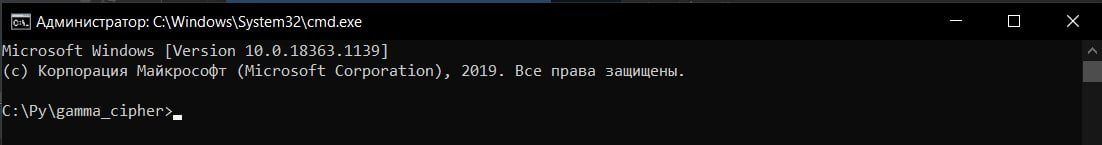 Администратор: C:\Windows\System32\cmd.exe
Microsoft Windows [Version 10.0.18363.1139]
(c) Корпорация Майкрософт (Microsoft Corporation), 2019. Все права защищены.
C:\Py\gamma_cipher>